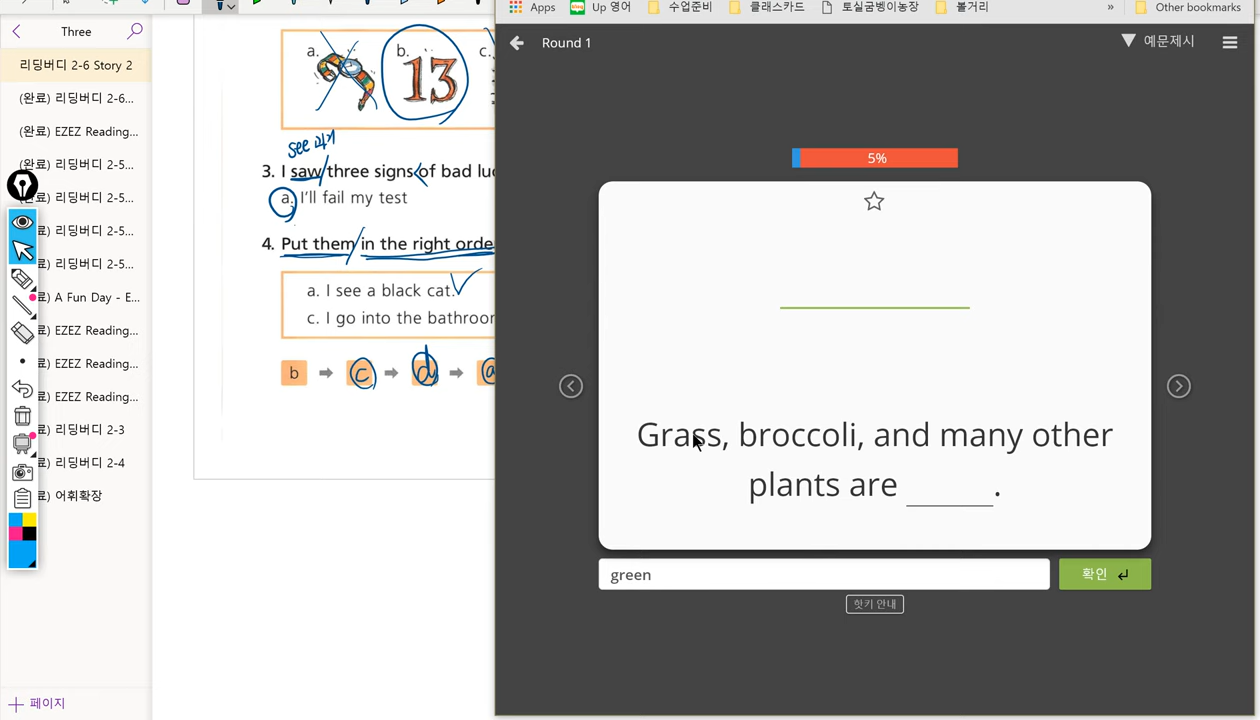 Three
리딩버디 2-6 Story 2
(완료) 리딩버디 2-6...
(완료) EZEZ Reading...
(완료) 리딩버디 2-5...
료) 리딩버디 2-5...
료) 리딩버디 2-5...
료) 리딩버디 2-5...
료) A Fun Day - E...
료) EZEZ Reading...
료) EZEZ Reading...
료) EZEZ Reading...
료) 리딩버디 2-3
료) 리딩버디 2-4
료) 어휘확장
페이지
a.
b.
13
c.
see 과거
3. I saw three signs of bad luc
a. I'll fail my test
4. Put them in the right orde
a. I see a black cat.
c. I go into the bathroor
b → c → d → a
Apps
Up 영어
수업준비
클래스카드
토실굼벵이농장
볼거리
»
Other bookmarks
Round 1
예문제시
5%
Grass, broccoli, and many other
plants are ______.
green
확인
핫키 안내